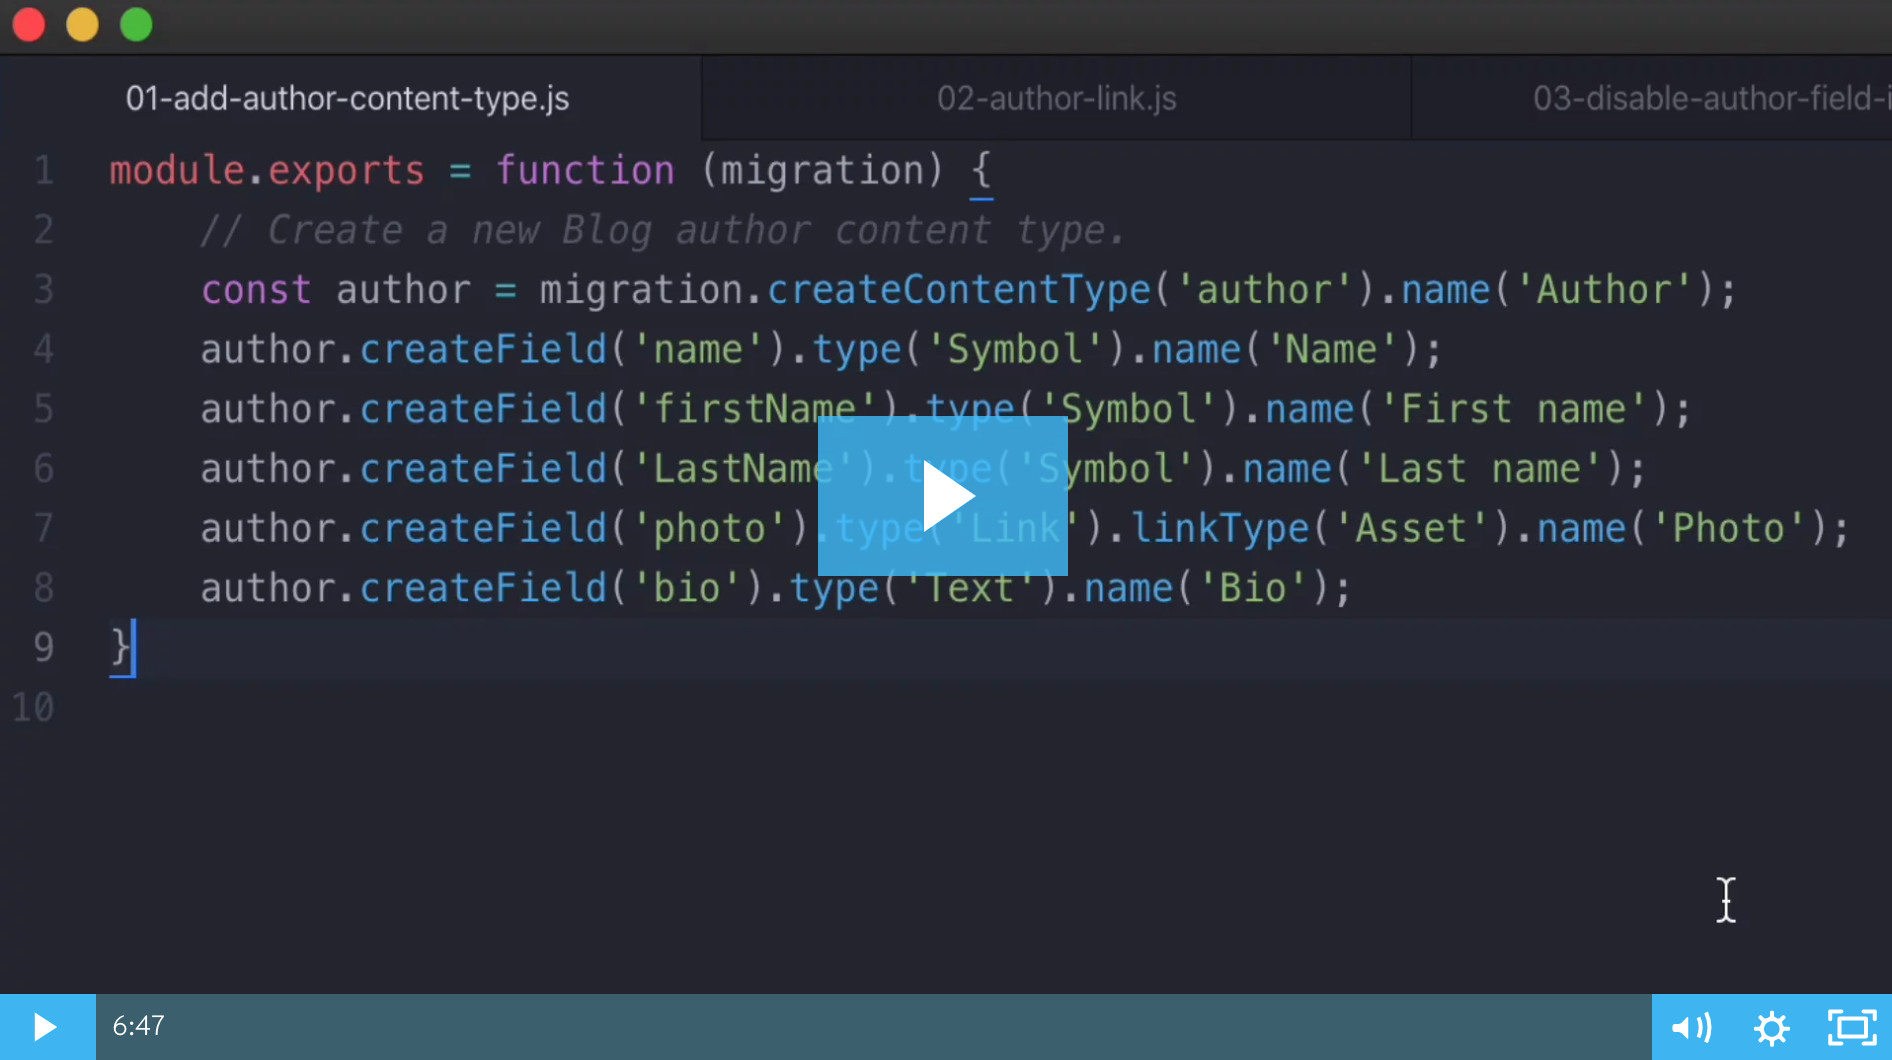 01-add-author-content-type.js 02-author-link.js 03-disable-author-field-i
1 module.exports = function (migration) {
2 // Create a new Blog author content type.
3 const author = migration.createContentType('author').name('Author');
4 author.createField('name').type('Symbol').name('Name');
5 author.createField('firstName').type('Symbol').name('First name');
6 author.createField('LastName').type('Symbol').name('Last name');
7 author.createField('photo').type('Link').linkType('Asset').name('Photo');
8 author.createField('bio').type('Text').name('Bio');
9 }
10
6:47